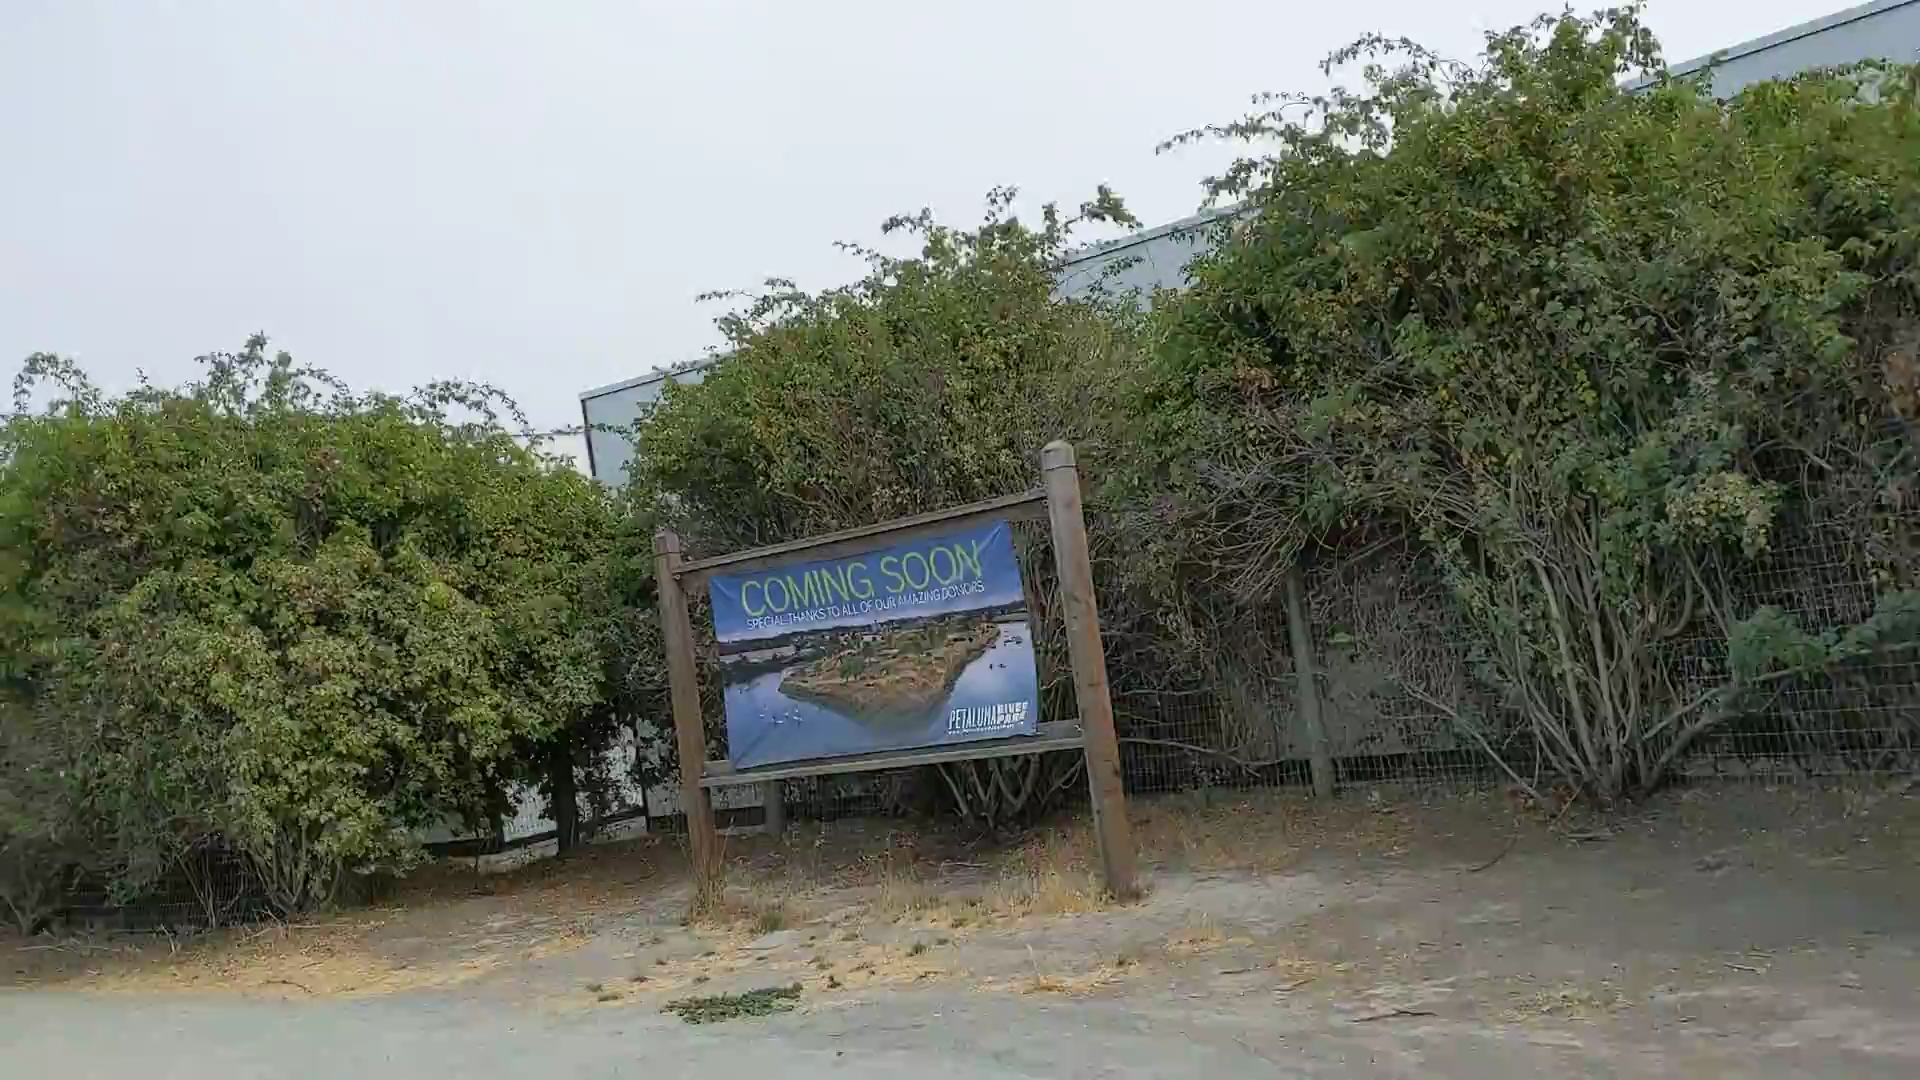 COMING SOON
SPECIAL THANKS TO ALL OF OUR AMAZING DONORS
PETALUMA RIVER PARK